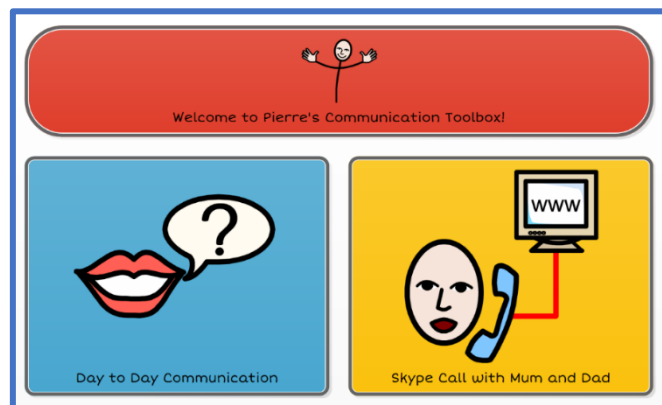 Welcome to Pierre's Communication Toolbox!
?
www
Day to Day Communication
Skype Call with Mum and Dad